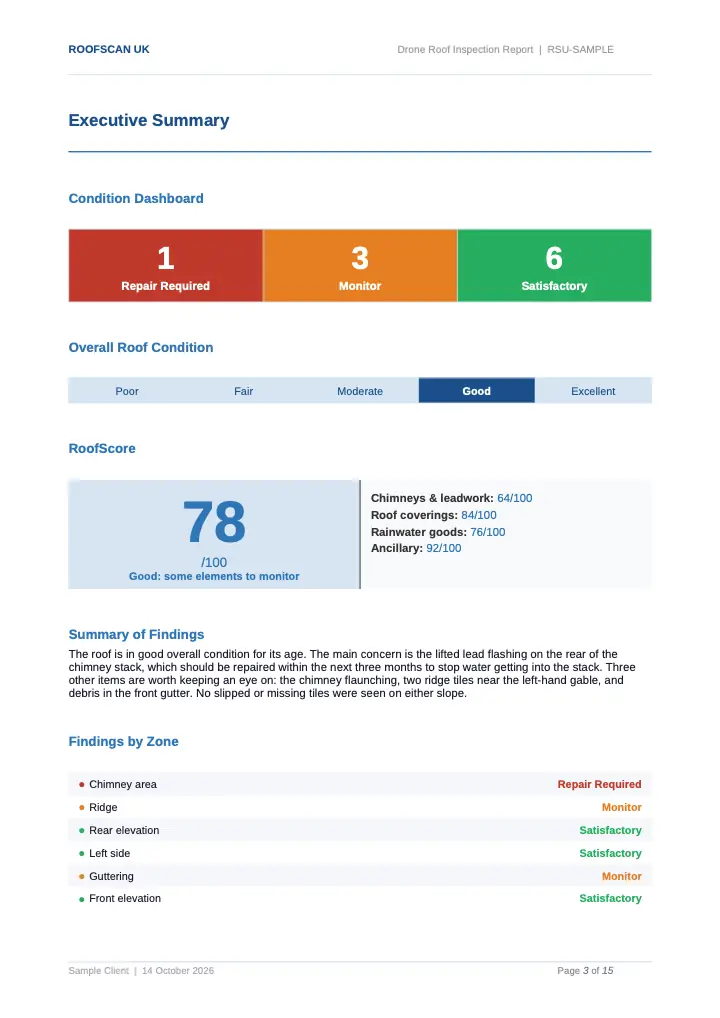 ROOFSCAN UK
Drone Roof Inspection Report | RSU-SAMPLE
Executive Summary
Condition Dashboard
1
Repair Required
3
Monitor
6
Satisfactory
Overall Roof Condition
Poor
Fair
Moderate
Good
Excellent
RoofScore
78
/100
Good: some elements to monitor
Chimneys & leadwork: 64/100
Roof coverings: 84/100
Rainwater goods: 76/100
Ancillary: 92/100
Summary of Findings
The roof is in good overall condition for its age. The main concern is the lifted lead flashing on the rear of the
chimney stack, which should be repaired within the next three months to stop water getting into the stack. Three
other items are worth keeping an eye on: the chimney flaunching, two ridge tiles near the left-hand gable, and
debris in the front gutter. No slipped or missing tiles were seen on either slope.
Findings by Zone
Chimney area Repair Required
Ridge Monitor
Rear elevation Satisfactory
Left side Satisfactory
Guttering Monitor
Front elevation Satisfactory
Sample Client | 14 October 2026
Page 3 of 15